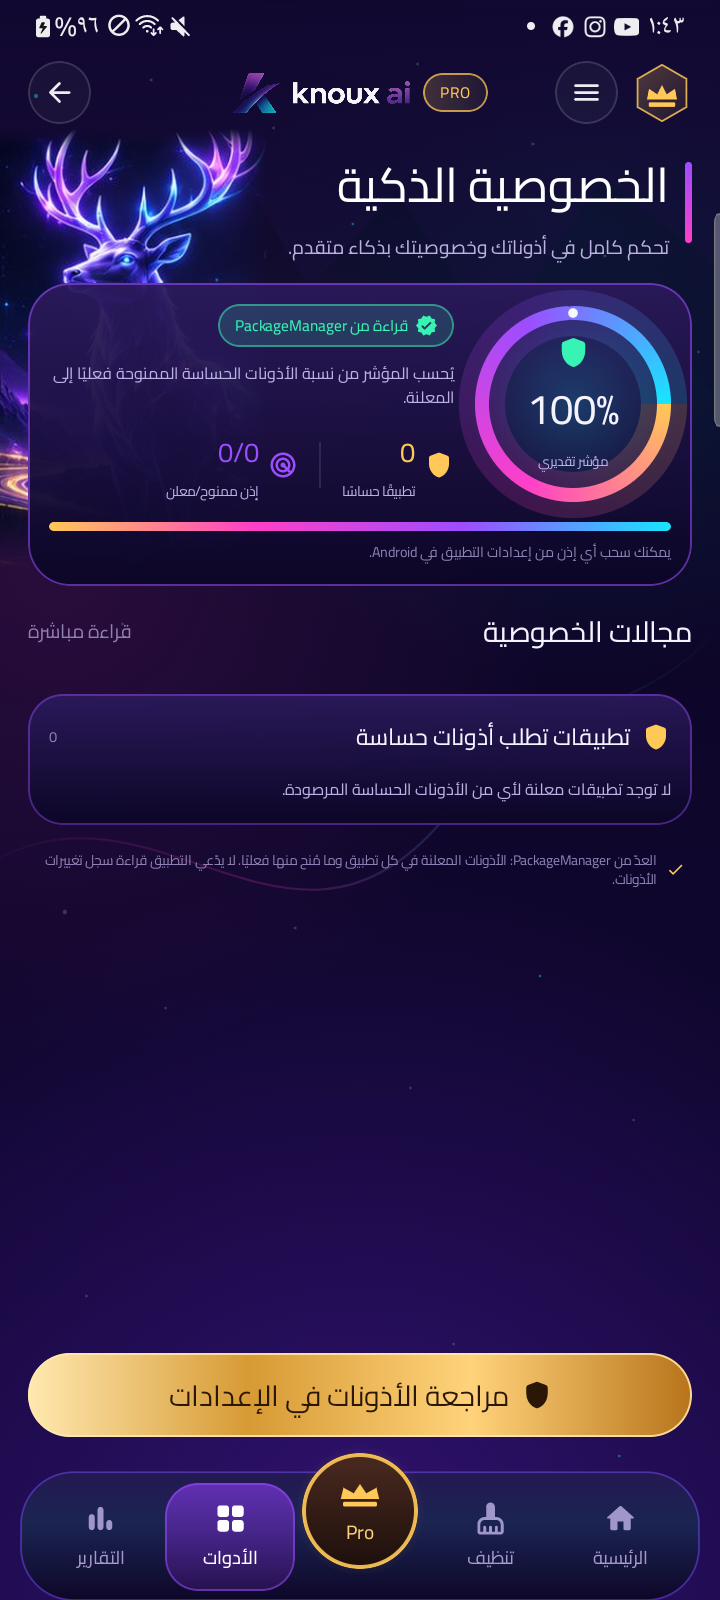 ١:٤٣
%٩٦
knoux ai
PRO
الخصوصية الذكية
تحكم كامل في أذوناتك وخصوصيتك بذكاء متقدم.
قراءة من PackageManager
يُحسب المؤشر من نسبة الأذونات الحساسة الممنوحة فعليًا إلى
المعلنة.
100%
مؤشر تقديري
0
تطبيقًا حساسًا
0/0
إذن ممنوح/معلن
يمكنك سحب أي إذن من إعدادات التطبيق في Android.
مجالات الخصوصية
قراءة مباشرة
تطبيقات تطلب أذونات حساسة
0
لا توجد تطبيقات معلنة لأي من الأذونات الحساسة المرصودة.
العدّ من PackageManager: الأذونات المعلنة في كل تطبيق وما مُنح منها فعليًا. لا يدّعي التطبيق قراءة سجل تغييرات
الأذونات.
مراجعة الأذونات في الإعدادات
الرئيسية
تنظيف
Pro
الأدوات
التقارير